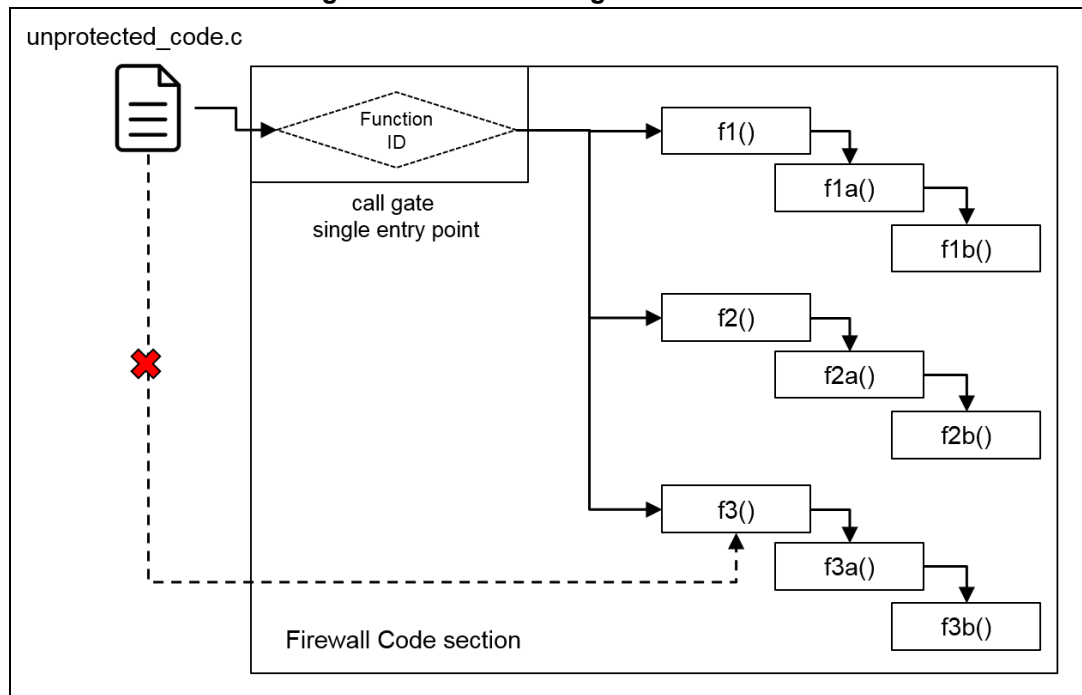 unprotected_code.c
Function
ID
call gate
single entry point
f1()
f1a()
f1b()
f2()
f2a()
f2b()
f3()
f3a()
f3b()
Firewall Code section